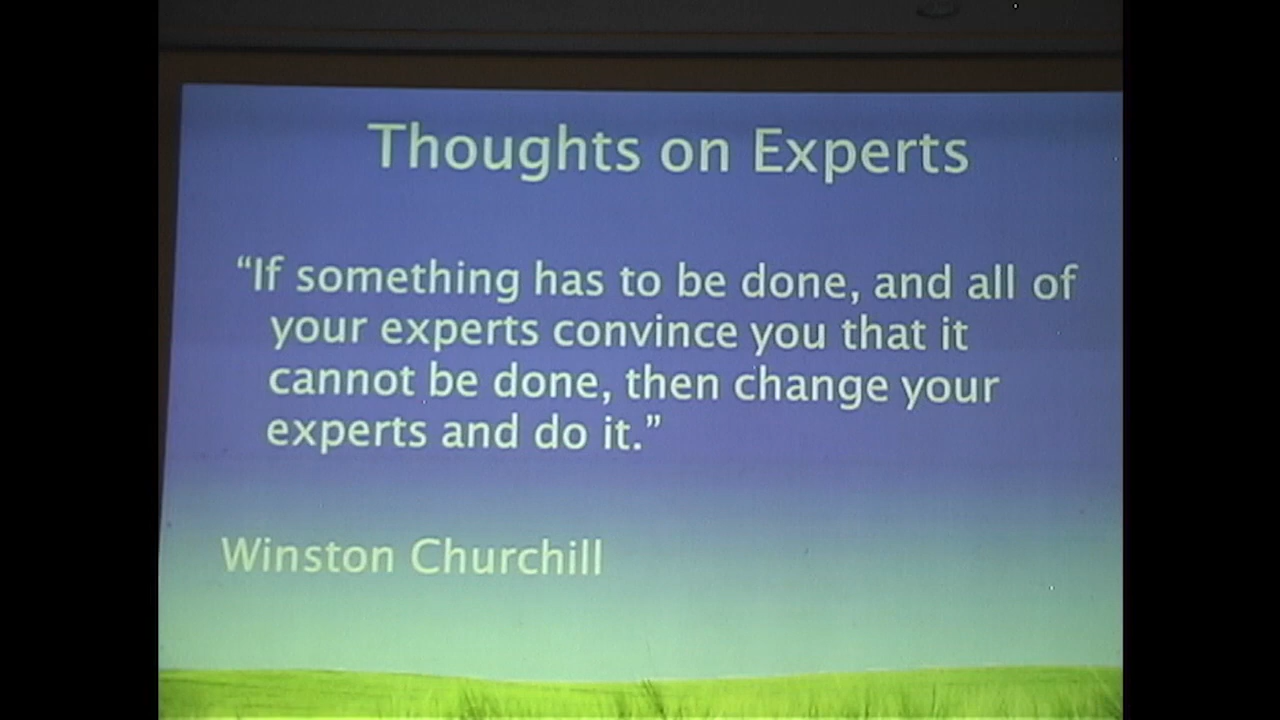 Thoughts on Experts
“If something has to be done, and all of
your experts convince you that it
cannot be done, then change your
experts and do it.”
Winston Churchill